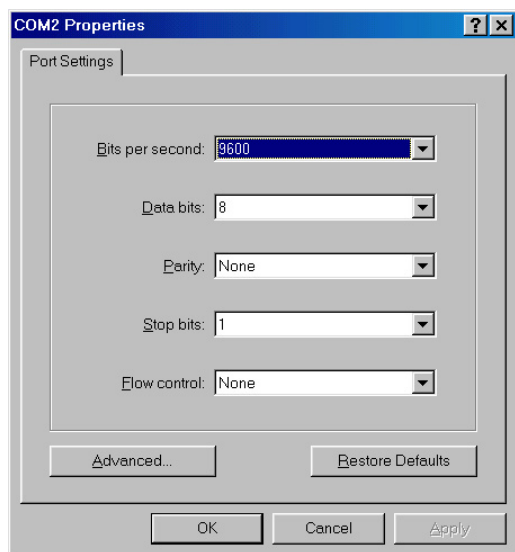 COM2 Properties
Port Settings
Bits per second: 9600
Data bits: 8
Parity: None
Stop bits: 1
Flow control: None
Advanced... Restore Defaults
OK Cancel Apply